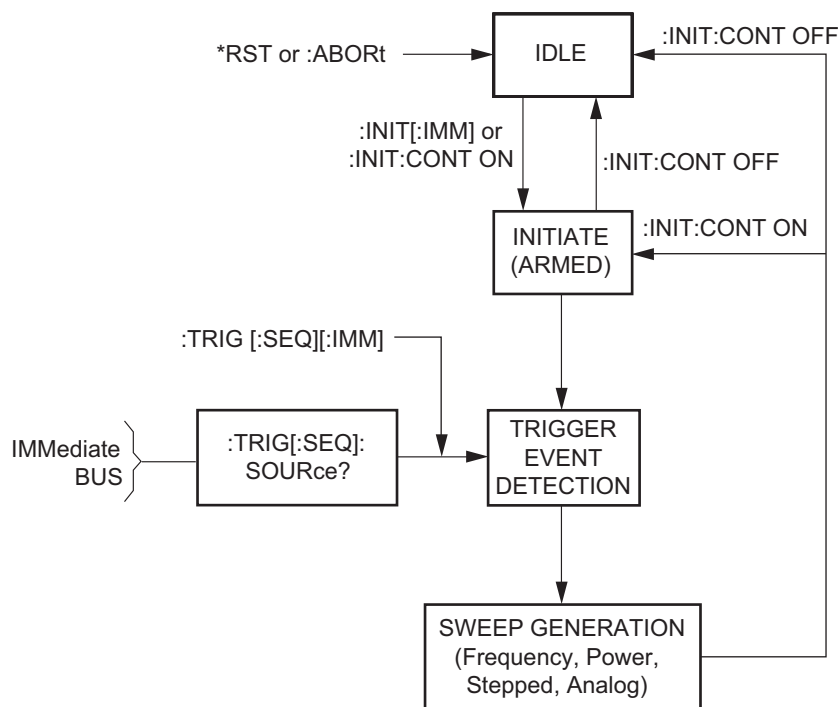 :INIT:CONT OFF
*RST or :ABORt
IDLE
:INIT[:IMM] or
:INIT:CONT ON
:INIT:CONT OFF
INITIATE
(ARMED)
:INIT:CONT ON
:TRIG [:SEQ][:IMM]
IMMediate
BUS
:TRIG[:SEQ]:
SOURce?
TRIGGER
EVENT
DETECTION
SWEEP GENERATION
(Frequency, Power,
Stepped, Analog)